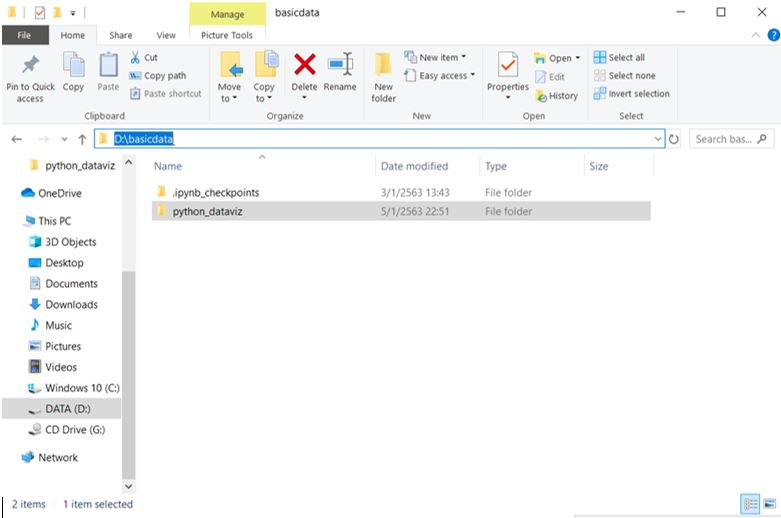 Manage
basicdata
File
Home
Share
View
Picture Tools
Pin to Quick access
Copy
Paste
Cut
Copy path
Paste shortcut
Clipboard
Move to
Copy to
Delete
Rename
Organize
New folder
New item
Easy access
New
Properties
Open
Edit
History
Open
Select all
Select none
Invert selection
Select
D:\basicdata
Search bas...
Name
Date modified
Type
Size
.ipynb_checkpoints 3/1/2563 13:43 File folder
python_dataviz 5/1/2563 22:51 File folder
python_dataviz
OneDrive
This PC
3D Objects
Desktop
Documents
Downloads
Music
Pictures
Videos
Windows 10 (C:)
DATA (D:)
CD Drive (G:)
Network
2 items 1 item selected